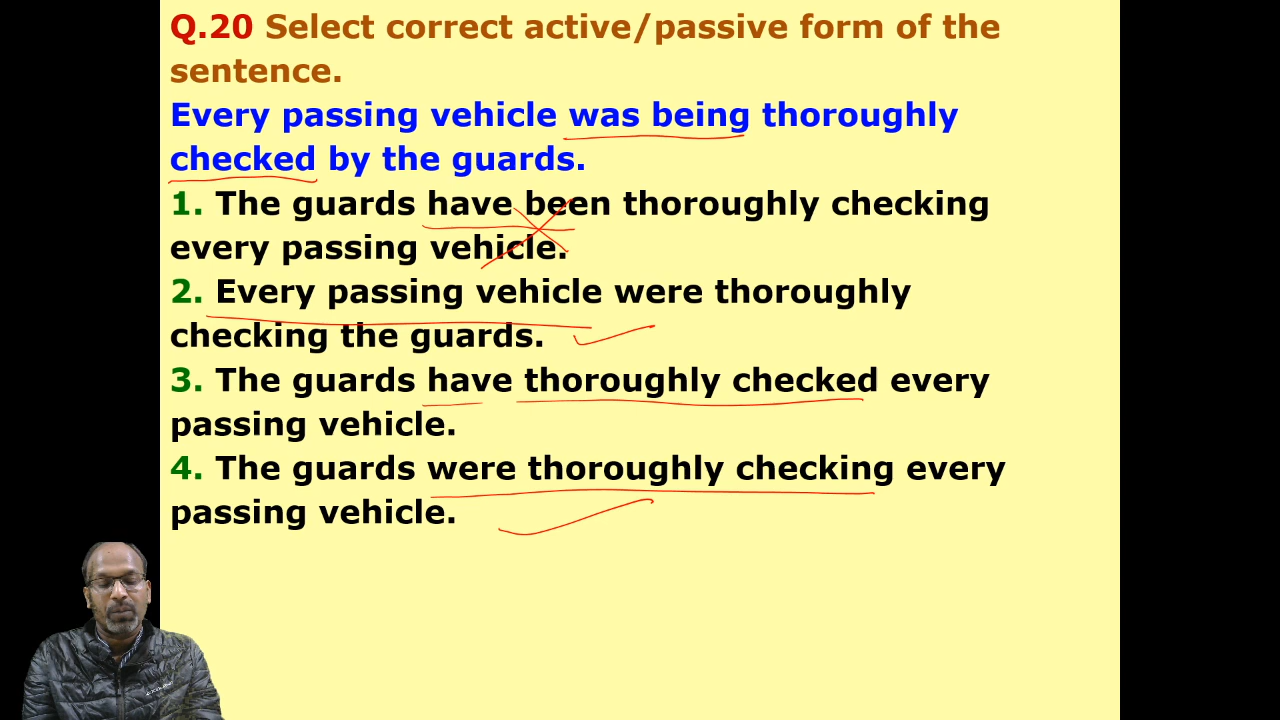 Q.20 Select correct active/passive form of the
sentence.
Every passing vehicle was being thoroughly
checked by the guards.
1. The guards have been thoroughly checking
every passing vehicle.
2. Every passing vehicle were thoroughly
checking the guards.
3. The guards have thoroughly checked every
passing vehicle.
4. The guards were thoroughly checking every
passing vehicle.